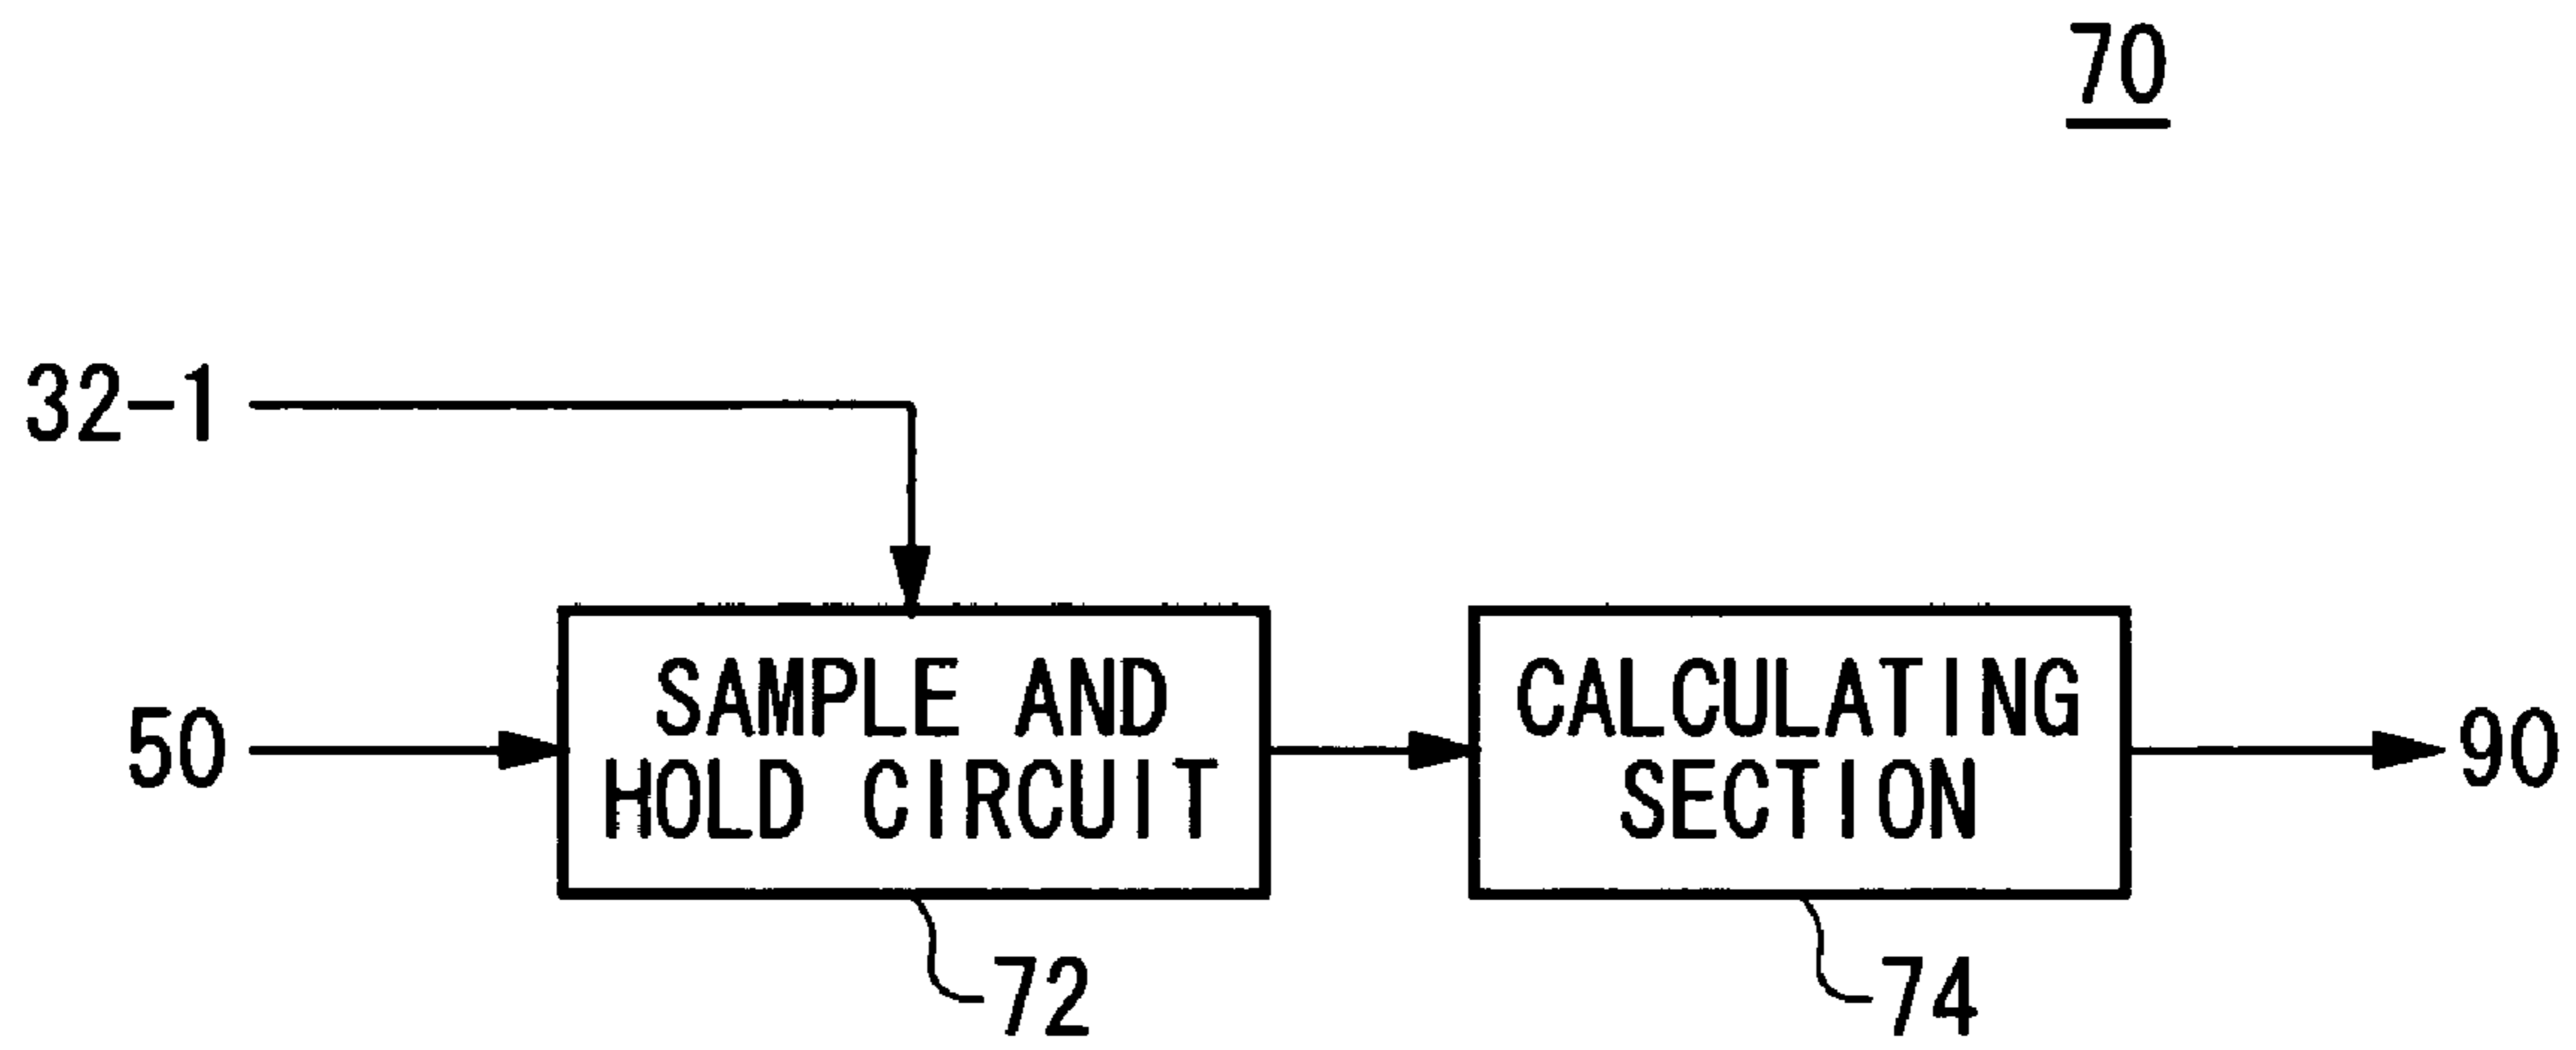 70
32-1
50
SAMPLE AND
HOLD CIRCUIT
CALCULATING
SECTION
90
72
74